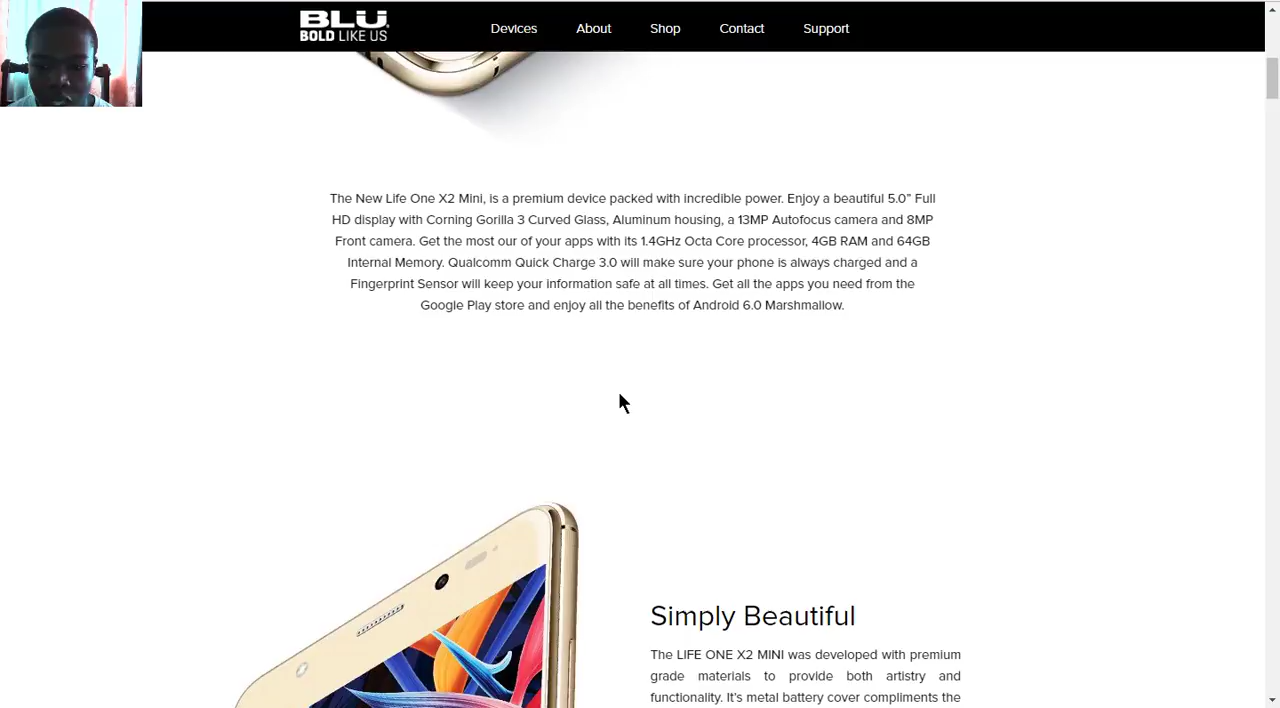 BLU
BOLD LIKE US
Devices About Shop Contact Support
The New Life One X2 Mini, is a premium device packed with incredible power. Enjoy a beautiful 5.0” Full
HD display with Corning Gorilla 3 Curved Glass, Aluminum housing, a 13MP Autofocus camera and 8MP
Front camera. Get the most our of your apps with its 1.4GHz Octa Core processor, 4GB RAM and 64GB
Internal Memory. Qualcomm Quick Charge 3.0 will make sure your phone is always charged and a
Fingerprint Sensor will keep your information safe at all times. Get all the apps you need from the
Google Play store and enjoy all the benefits of Android 6.0 Marshmallow.
Simply Beautiful
The LIFE ONE X2 MINI was developed with premium
grade materials to provide both artistry and
functionality. It’s metal battery cover compliments the